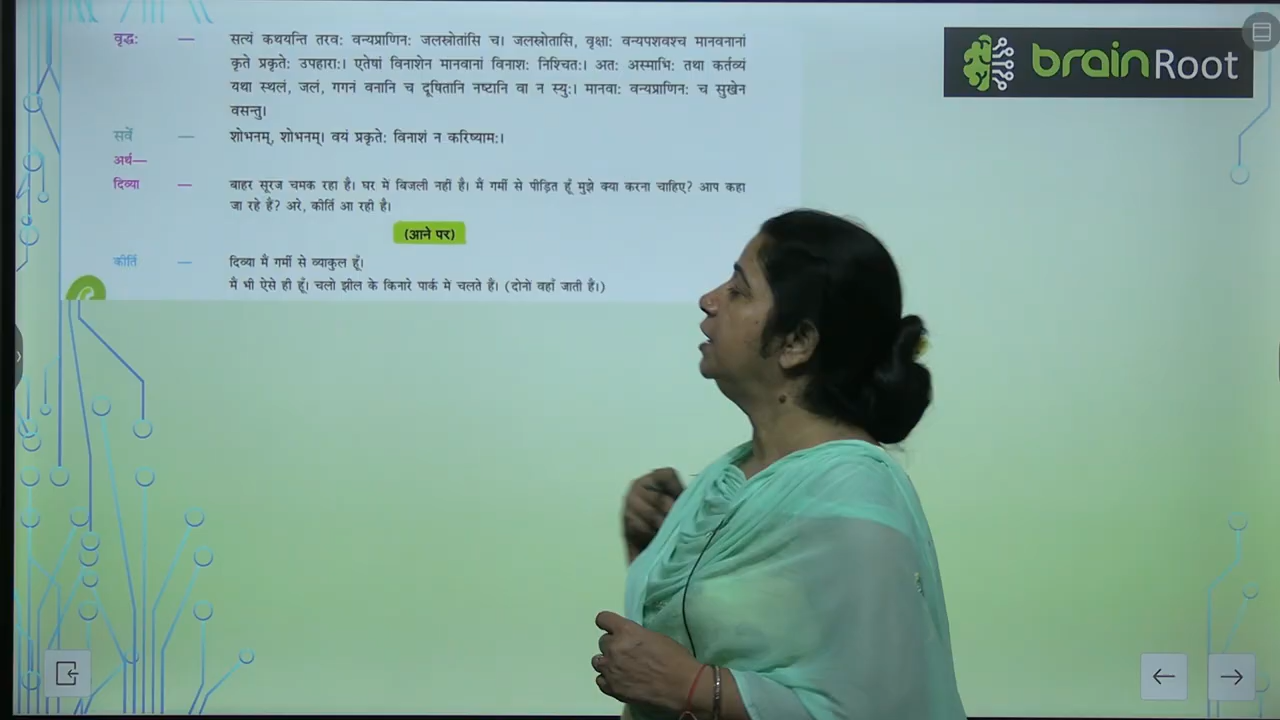 brainRoot
वृद्ध: — सत्यं कथयन्ति तरव: वन्यप्राणिन: जलस्रोतांसि च। जलस्रोतासि, वृक्षा: वन्यपशवश्च मानवनानां
कृते प्रकृते: उपहारा:। एतेषां विनाशेन मानवानां विनाश: निश्चित:। अत: अस्माभि: तथा कर्तव्यं
यथा स्थलं, जलं, गगनं वनानि च दूषितानि नष्टानि वा न स्यु:। मानवा: वन्यप्राणिन: च सुखेन
वसन्तु।
सर्वे — शोभनम्, शोभनम्। वयं प्रकृते: विनाशं न करिष्याम:।
अर्थ—
दिव्या — बाहर सूरज चमक रहा है। घर में बिजली नहीं है। मैं गर्मी से पीड़ित हूँ मुझे क्या करना चाहिए? आप कहा
जा रहे है? अरे, कीर्ति आ रही है।
(आने पर)
कीर्ति — दिव्या मैं गर्मी से व्याकुल हूँ।
मैं भी ऐसे ही हूँ। चलो झील के किनारे पार्क मे चलते हैं। (दोनो वहाँ जाती है।)